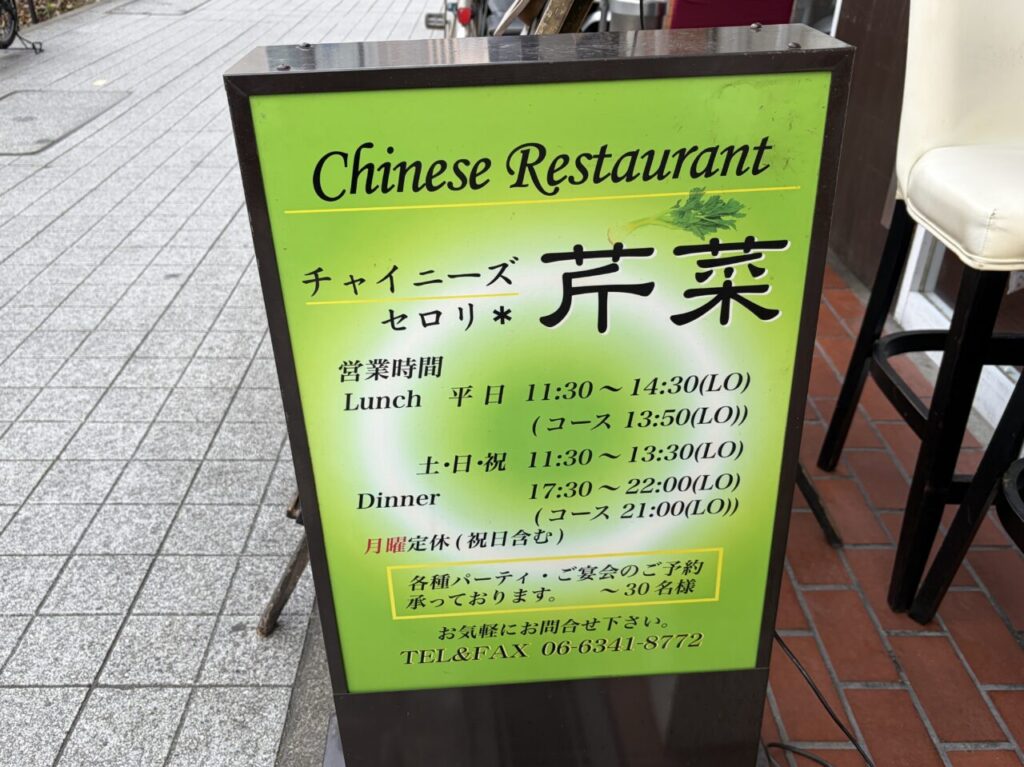 Chinese Restaurant
チャイニーズ
セロリ＊ 芹菜
営業時間
Lunch 平日 11:30～14:30(LO)
(コース 13:50(LO))
土・日・祝 11:30～13:30(LO)
Dinner 17:30～22:00(LO)
(コース 21:00(LO))
月曜定休(祝日含む)
各種パーティ・ご宴会のご予約
承っております。 ～30名様
お気軽にお問合せ下さい。
TEL&FAX 06-6341-8772